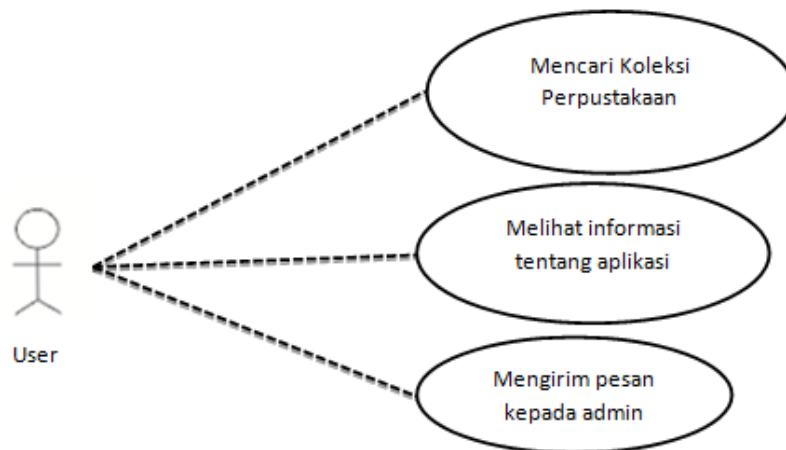 Mencari Koleksi
Perpustakaan
Melihat informasi
tentang aplikasi
User
Mengirim pesan
kepada admin